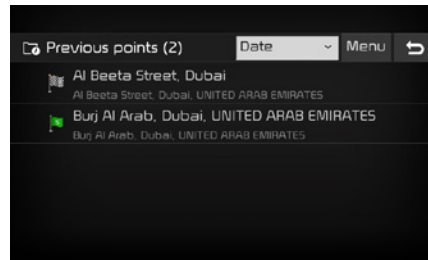 Previous points (2) Date Menu
Al Beeta Street, Dubai
Al Beeta Street, Dubai, UNITED ARAB EMIRATES
Burj Al Arab, Dubai, UNITED ARAB EMIRATES
Burj Al Arab, Dubai, UNITED ARAB EMIRATES